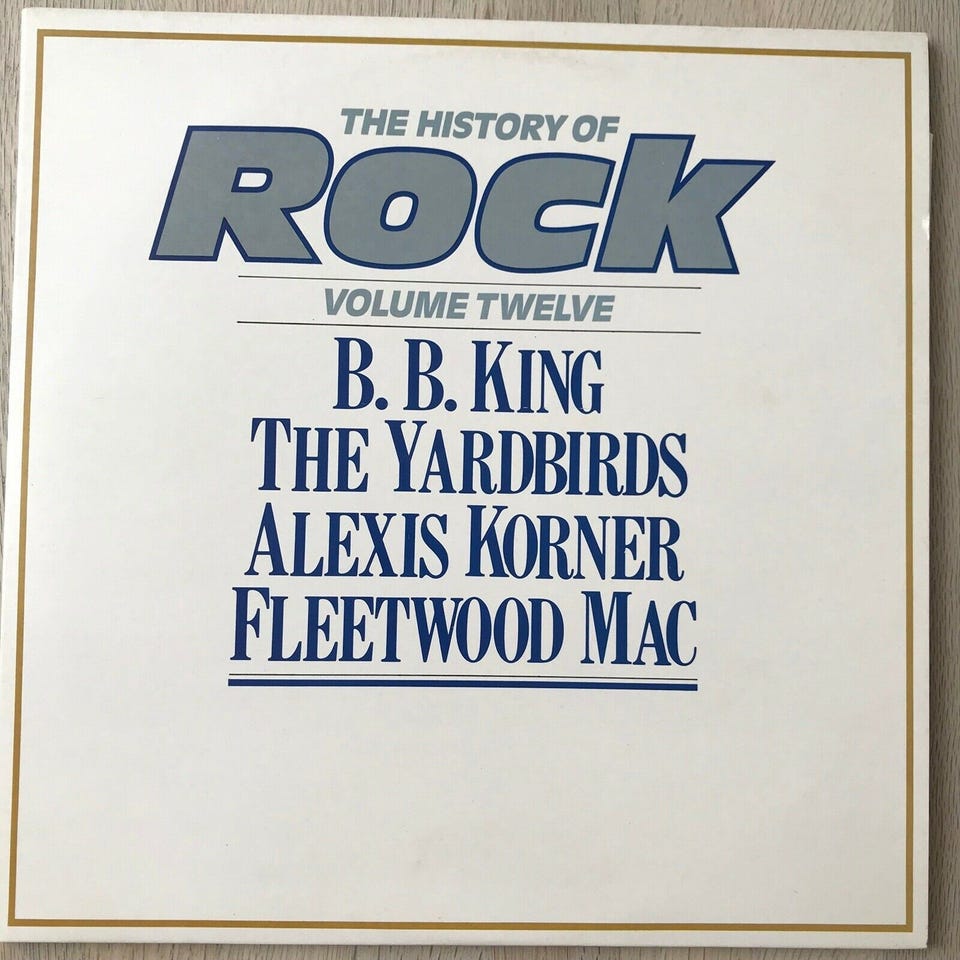 THE HISTORY OF
ROCK
VOLUME TWELVE
B. B. KING
THE YARDBIRDS
ALEXIS KORNER
FLEETWOOD MAC